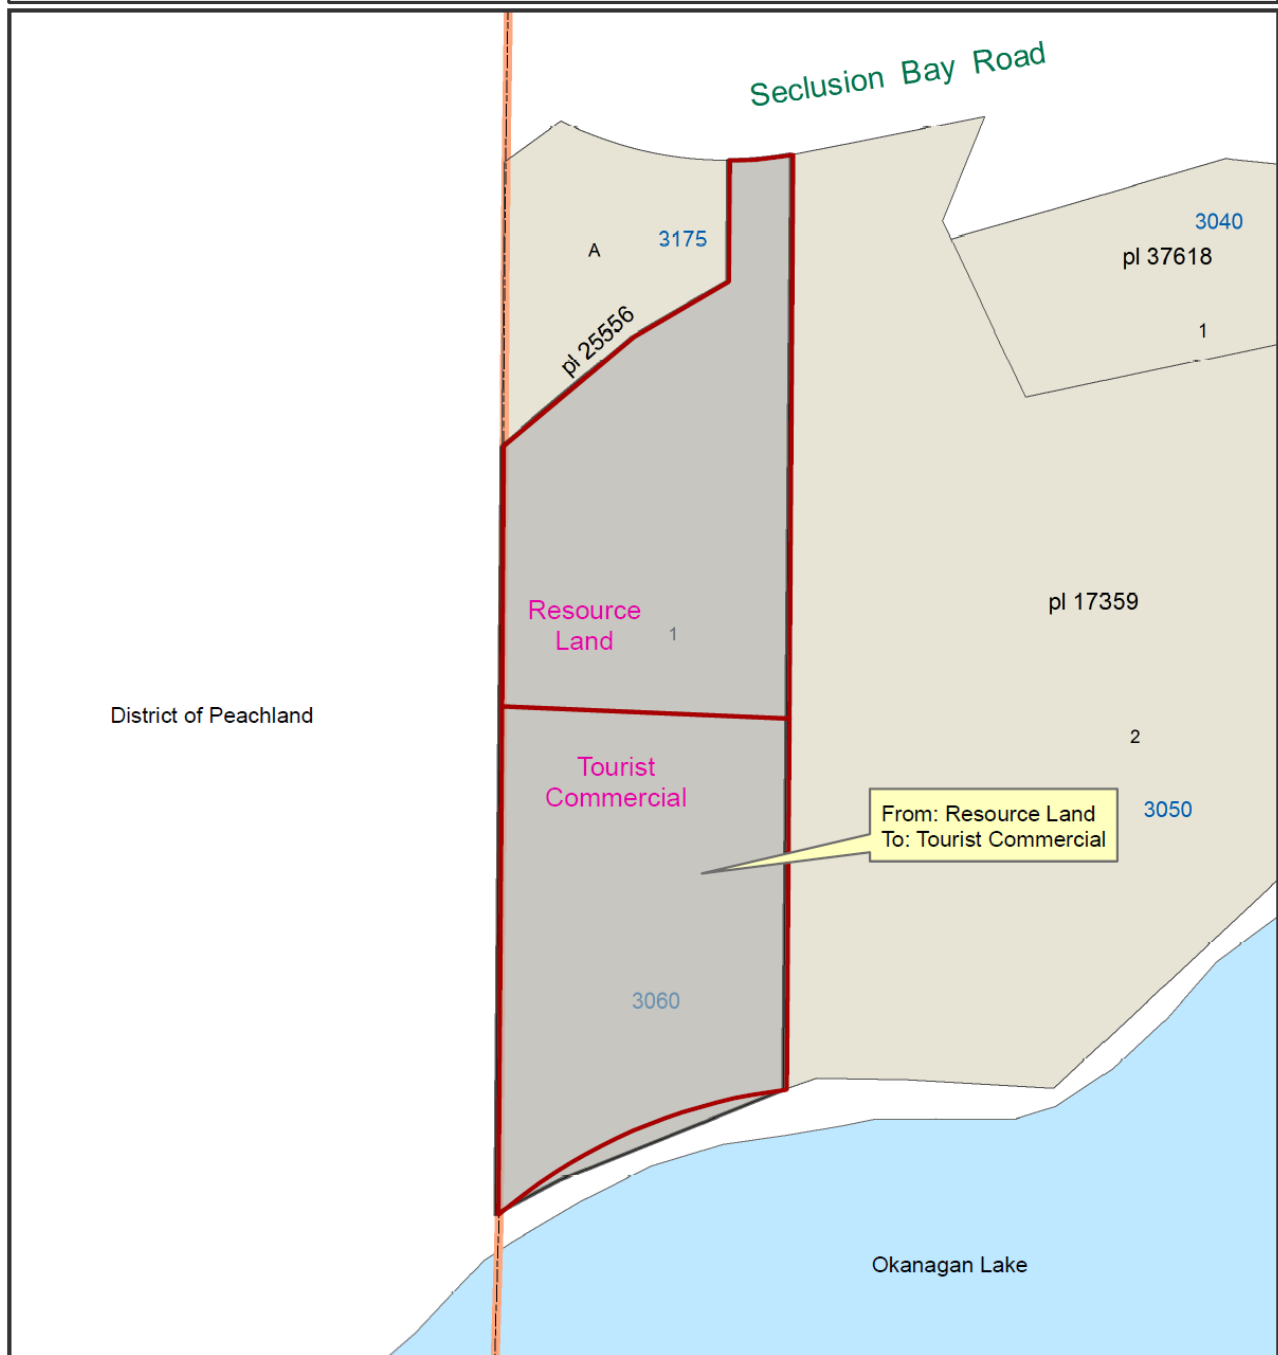 Seclusion Bay Road
3040
A
3175
pl 37618
pl 25556
1
pl 17359
Resource
Land
1
District of Peachland
2
Tourist
Commercial
From: Resource Land
To: Tourist Commercial
3050
3060
Okanagan Lake